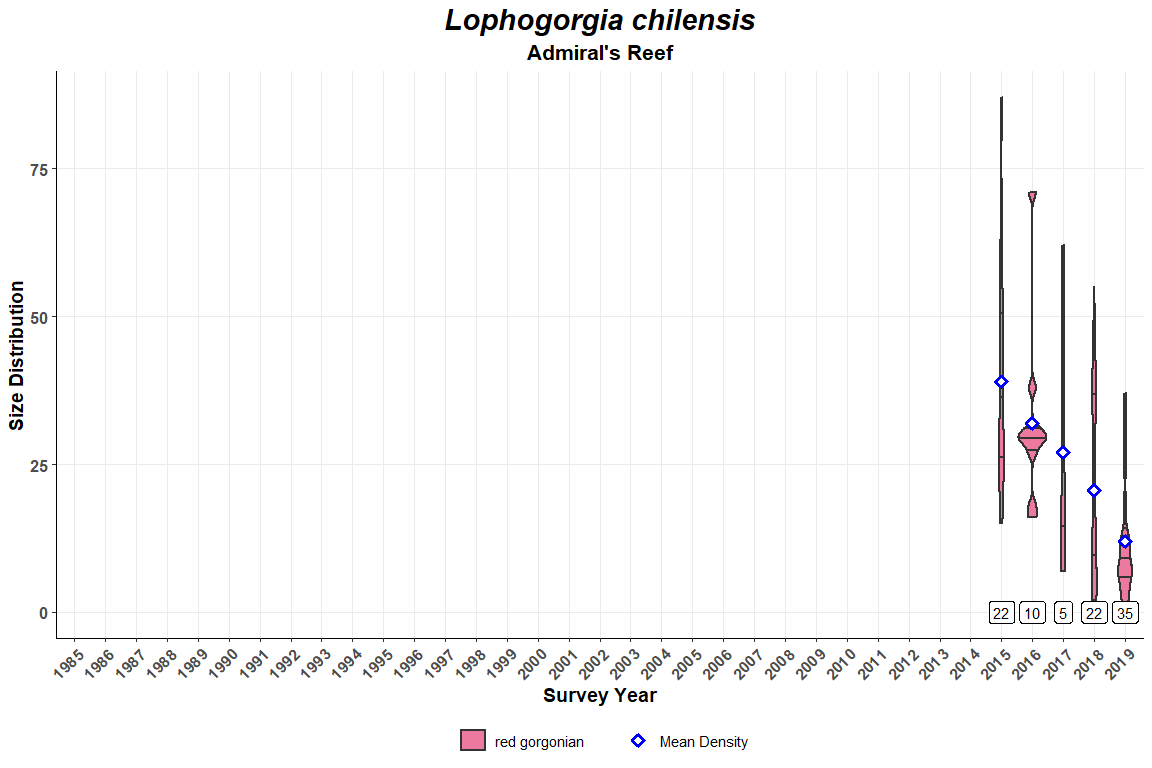 Lophogorgia chilensis
Admiral's Reef
Size Distribution
75
50
25
0
22 10 5 22 35
1985 1986 1987 1988 1989 1990 1991 1992 1993 1994 1995 1996 1997 1998 1999 2000 2001 2002 2003 2004 2005 2006 2007 2008 2009 2010 2011 2012 2013 2014 2015 2016 2017 2018 2019
Survey Year
red gorgonian Mean Density